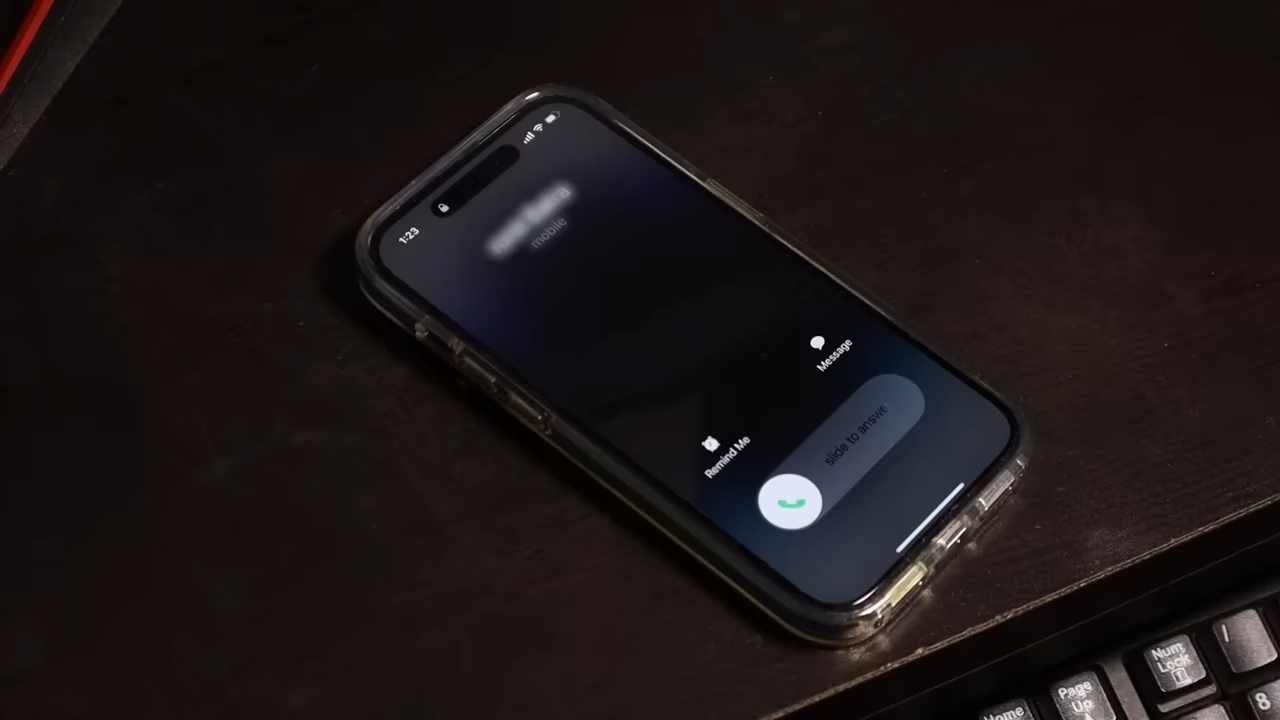 1:23
mobile
Message
Remind Me
slide to answer
Num
Lock
/
Page
Up
Home
8